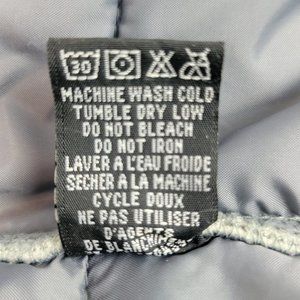 30
MACHINE WASH COLD
TUMBLE DRY LOW
DO NOT BLEACH
DO NOT IRON
LAVER A L'EAU FROIDE
SECHER A LA MACHINE
CYCLE DOUX
NE PAS UTILISER
D'AGENTS
DE BLANCHIMENT